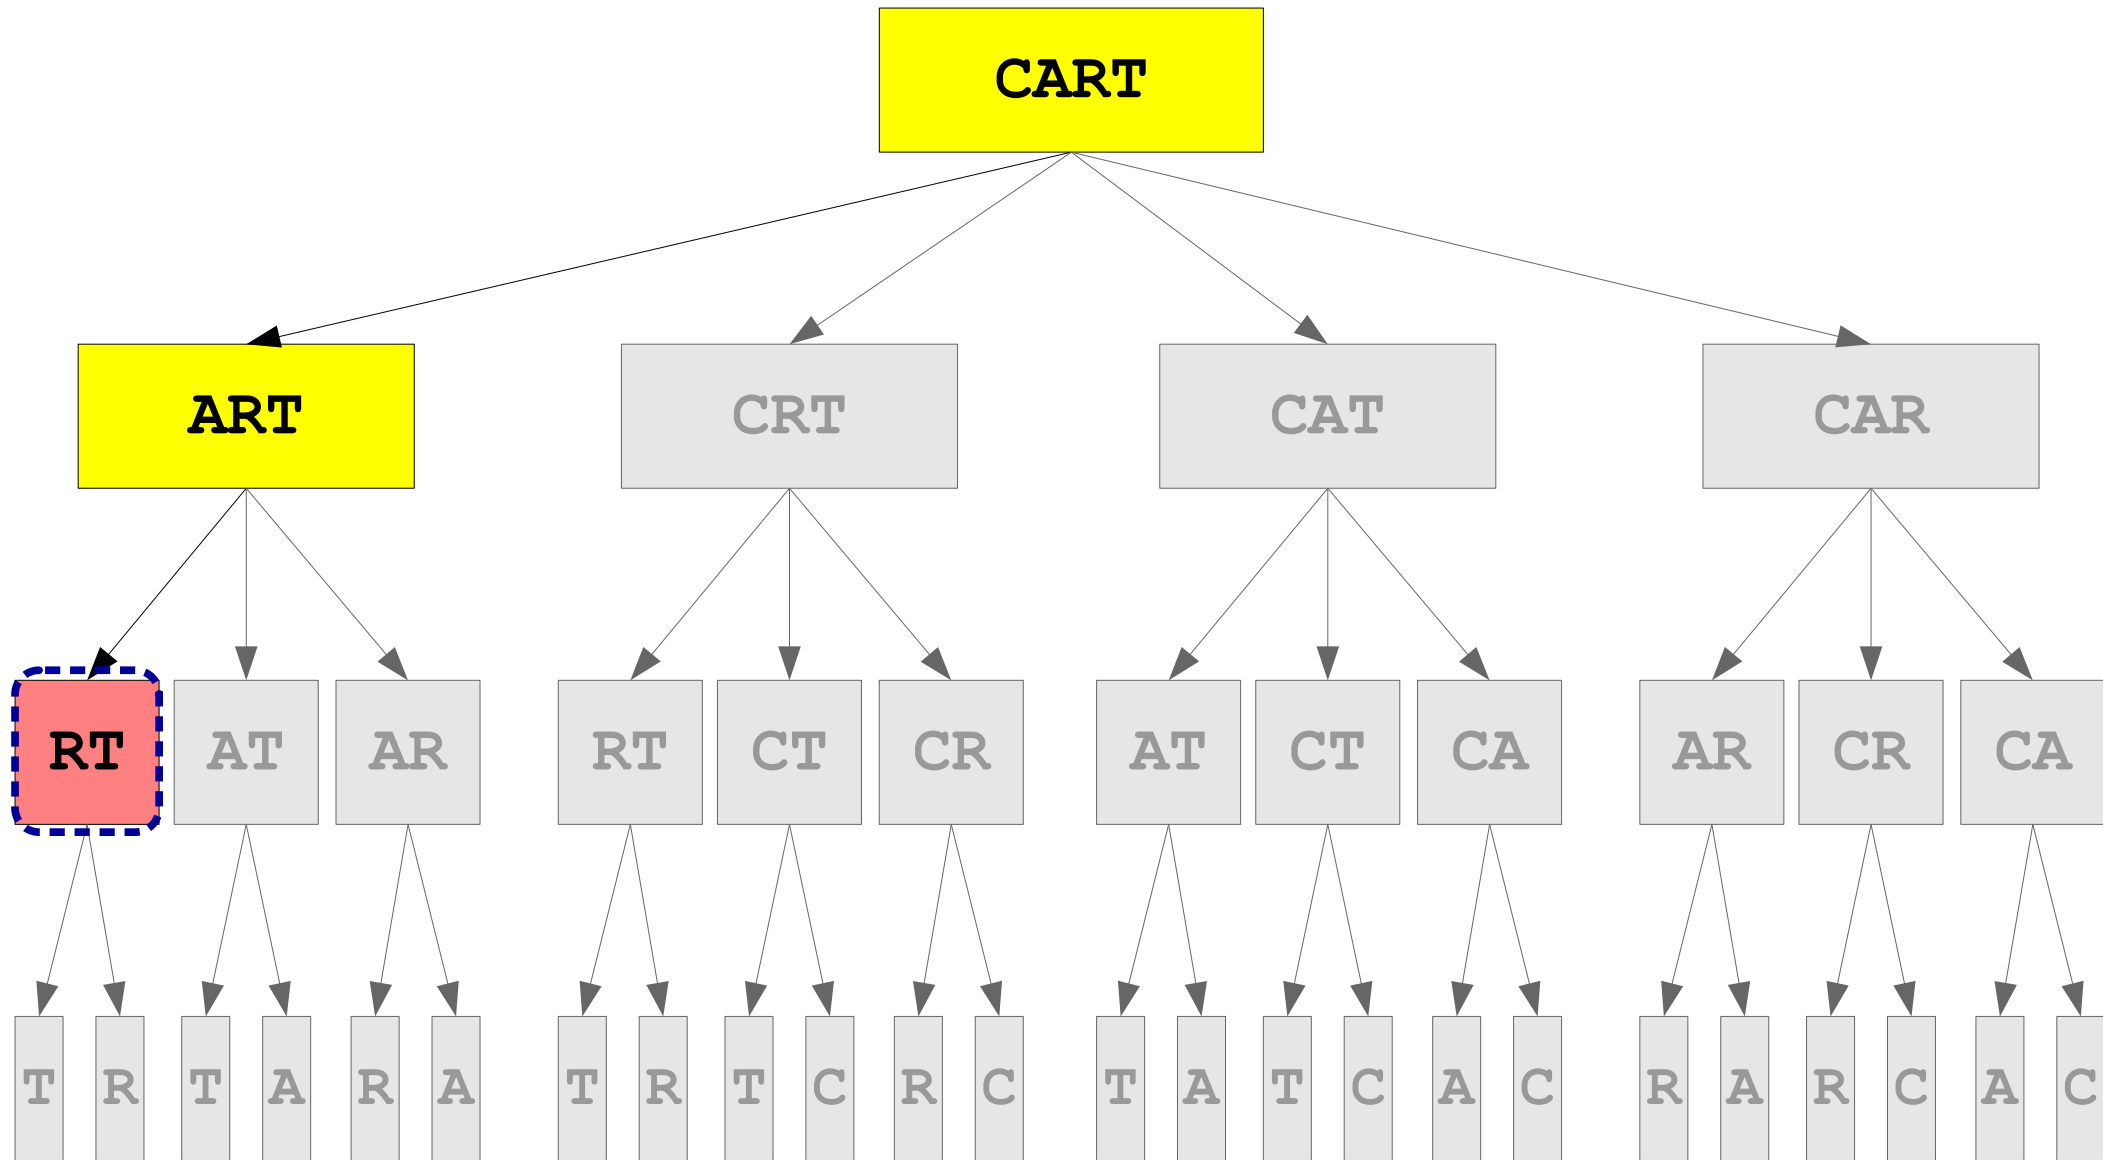 CART
ART CRT CAT CAR
RT AT AR RT CT CR AT CT CA AR CR CA
T R T A R A T R T C R C T A T C A C R A R C A C